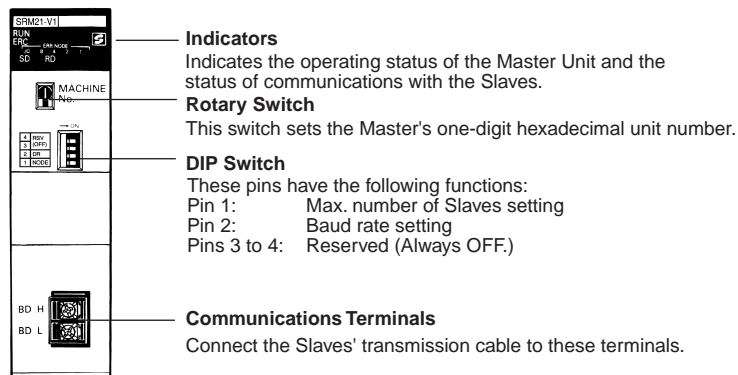 SRM21-V1
RUN
ERC
ERR NODE
8 4 2 1
SD RD
MACHINE
No.
→ ON
4 RSV
3 (OFF)
2 DR
1 NODE
BD H
BD L
Indicators
Indicates the operating status of the Master Unit and the
status of communications with the Slaves.
Rotary Switch
This switch sets the Master's one-digit hexadecimal unit number.
DIP Switch
These pins have the following functions:
Pin 1: Max. number of Slaves setting
Pin 2: Baud rate setting
Pins 3 to 4: Reserved (Always OFF.)
Communications Terminals
Connect the Slaves' transmission cable to these terminals.